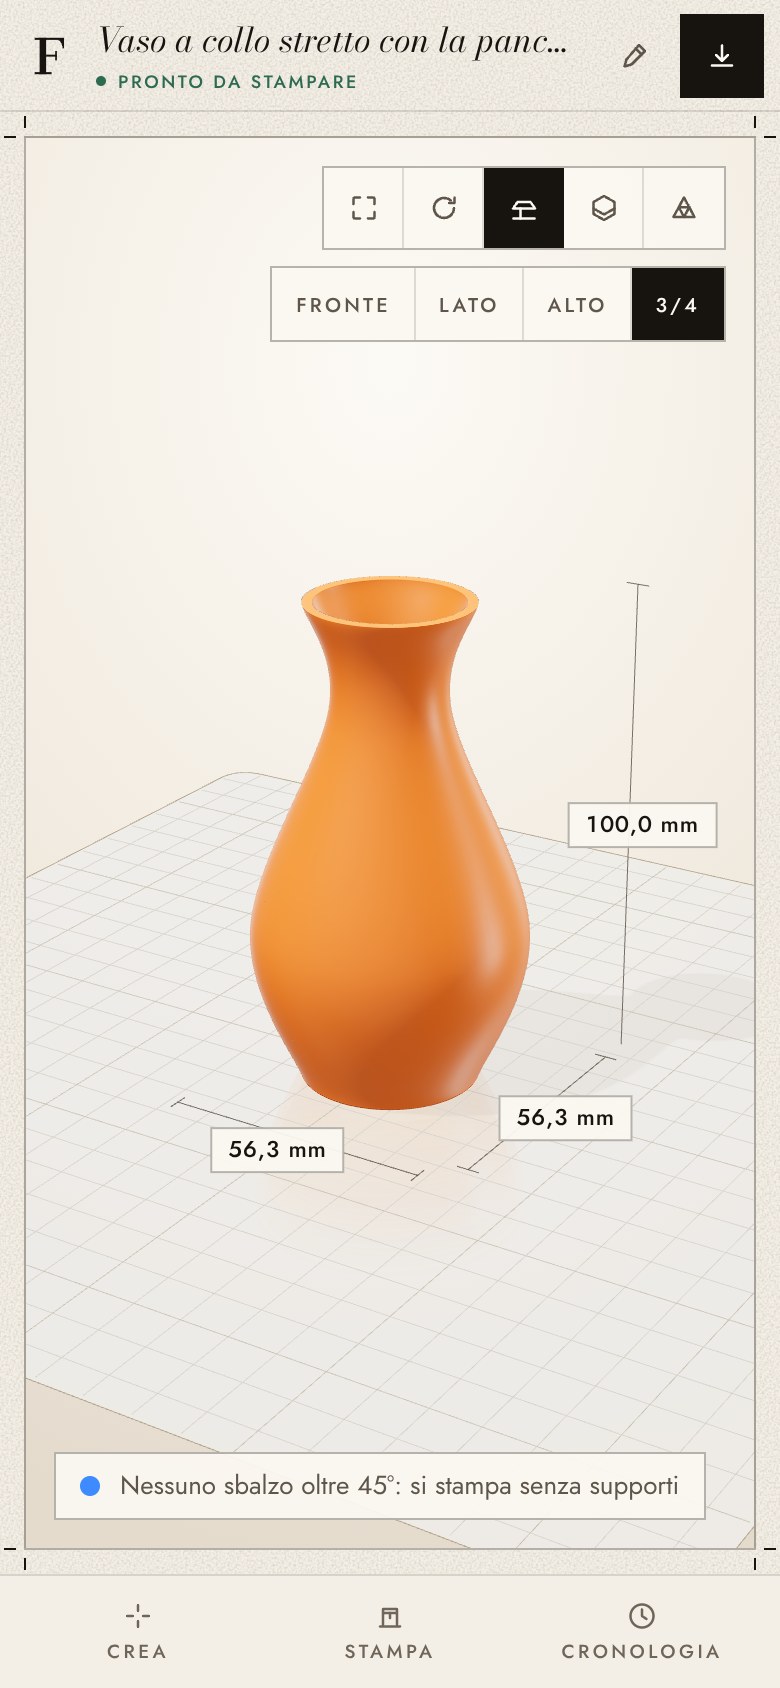 F
Vaso a collo stretto con la panc...
PRONTO DA STAMPARE
FRONTE
LATO
ALTO
3/4
100,0 mm
56,3 mm
56,3 mm
Nessuno sbalzo oltre 45°: si stampa senza supporti
CREA
STAMPA
CRONOLOGIA